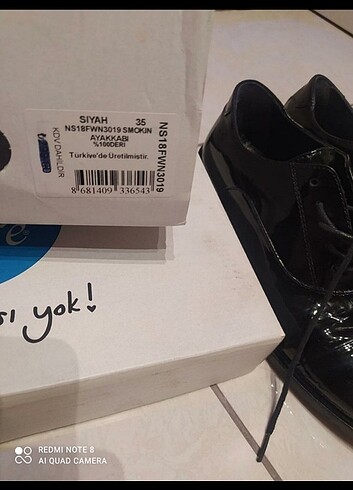 SIYAH 35
NS18FWN3019 SMOKIN
AYAKKABI
%100DERİ
Türkiye'de Üretilmiştir.
8 681409 336543
KDV DAHİLDİR
NS18FWN3019
e
sı yok!
REDMI NOTE 8
AI QUAD CAMERA